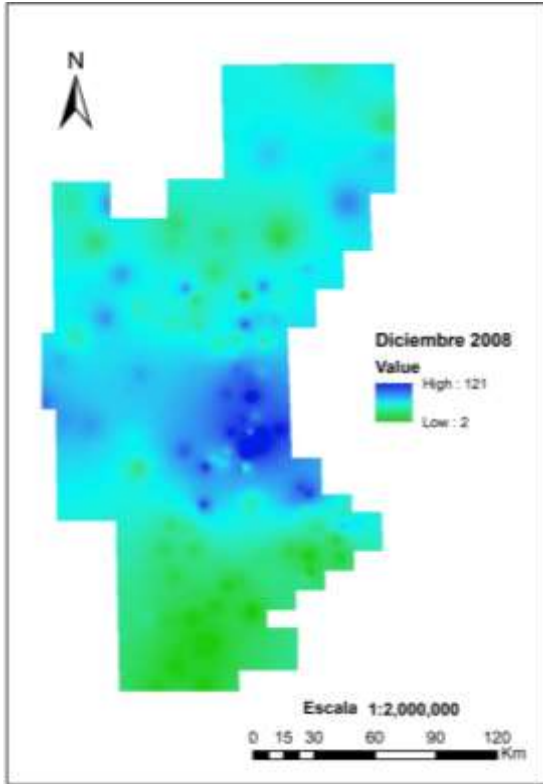 N
Diciembre 2008
Value
High : 121
Low : 2
Escala 1:2,000,000
0 15 30 60 90 120
Km